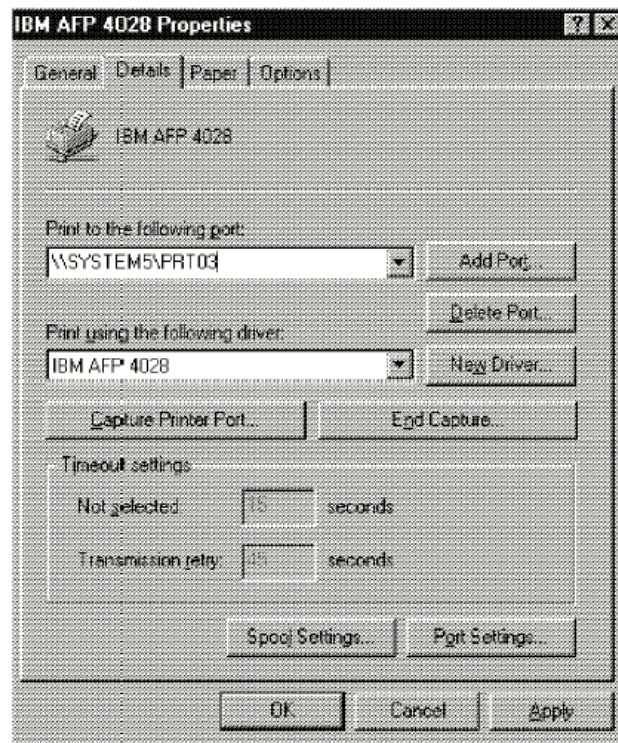 IBM AFP 4028 Properties
General Details Paper Options
IBM AFP 4028
Print to the following port:
\\SYSTEM5\PRT03
Add Port...
Delete Port...
Print using the following driver:
IBM AFP 4028
New Driver...
Capture Printer Port...
End Capture...
Timeout settings
Not selected 15 seconds
Transmission retry: 45 seconds
Spool Settings...
Port Settings...
OK Cancel Apply